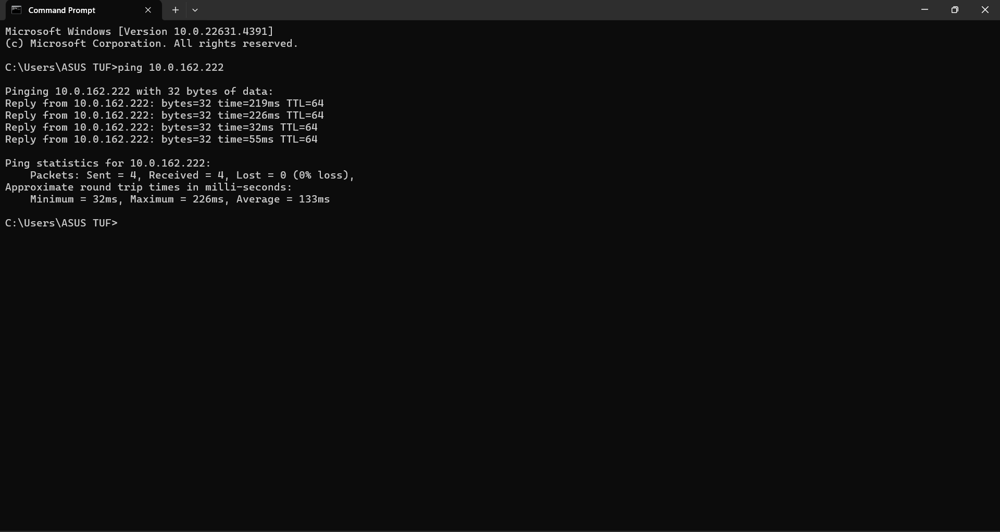 Command Prompt
Microsoft Windows [Version 10.0.22631.4391]
(c) Microsoft Corporation. All rights reserved.
C:\Users\ASUS TUF>ping 10.0.162.222
Pinging 10.0.162.222 with 32 bytes of data:
Reply from 10.0.162.222: bytes=32 time=219ms TTL=64
Reply from 10.0.162.222: bytes=32 time=226ms TTL=64
Reply from 10.0.162.222: bytes=32 time=32ms TTL=64
Reply from 10.0.162.222: bytes=32 time=55ms TTL=64
Ping statistics for 10.0.162.222:
    Packets: Sent = 4, Received = 4, Lost = 0 (0% loss),
Approximate round trip times in milli-seconds:
    Minimum = 32ms, Maximum = 226ms, Average = 133ms
C:\Users\ASUS TUF>